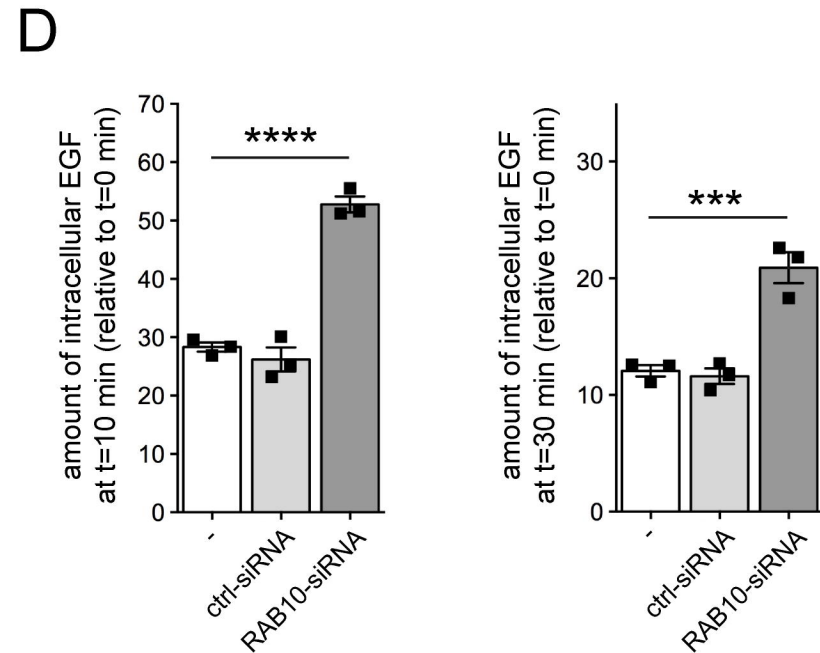 D
amount of intracellular EGF
at t=10 min (relative to t=0 min)
70
60
50
40
30
20
10
0
****
-
ctrl-siRNA
RAB10-siRNA
amount of intracellular EGF
at t=30 min (relative to t=0 min)
30
20
10
0
***
-
ctrl-siRNA
RAB10-siRNA